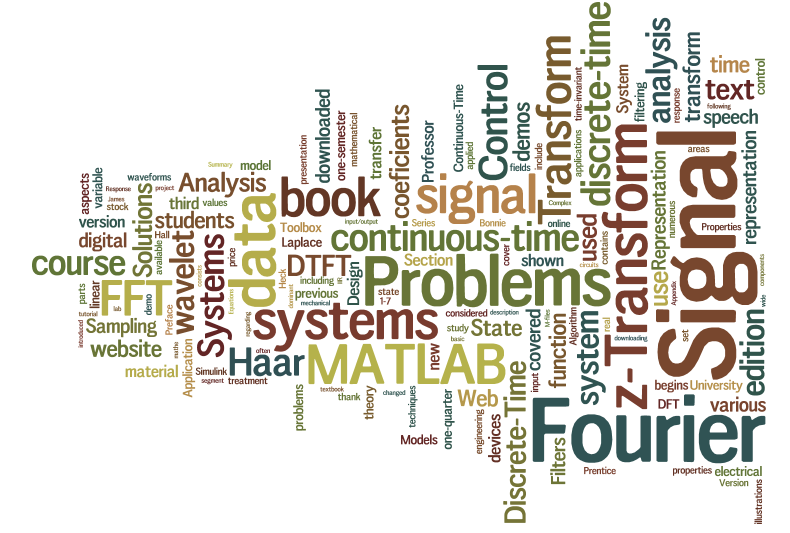 Signal
Fourier
Problems
MATLAB
z-Transform
Transform
data
signal
systems
book
FFT
continuous-time
discrete-time
Discrete-Time
Control
Haar
DTFT
Systems
system
wavelet
course
analysis
Analysis
transform
text
time
control
response
following
speech
System
filtering
time-invariant
applications
Complex
online
include
demos
fields
Continuous-Time
applied
Professor
coeficients
transfer
mathematical
one-semester
downloaded
presentation
model
Summary
waveforms
project
values
third
students
Response
James
stock
variable
aspects
version
digital
Solutions
Hall
available
consists
price
Toolbox
Laplace
input/output
Series
Bonnie
cover
Section
shown
circuits
used
contains
Representation
use
numerous
areas
Properties
representation
components
wide
Appendix
set
edition
begins
University
DFT
various
properties
electrical
Version
illustrations
Prentice
Filters
function
Algorithm
M-files
real
downloading
covered
input
description
considered
State
study
basic
new
Web
engineering
devices
one-quarter
Models
techniques
changed
theory
thank
textbook
problems
often
treatment
segment
Simulink
Application
mathe
material
website
Sampling
introduced
tutorial
parts
linear
lab
demo
Preface
regarding
Equations
Heck
dominant
including
IR
previous
mechanical
Design
state
1-7